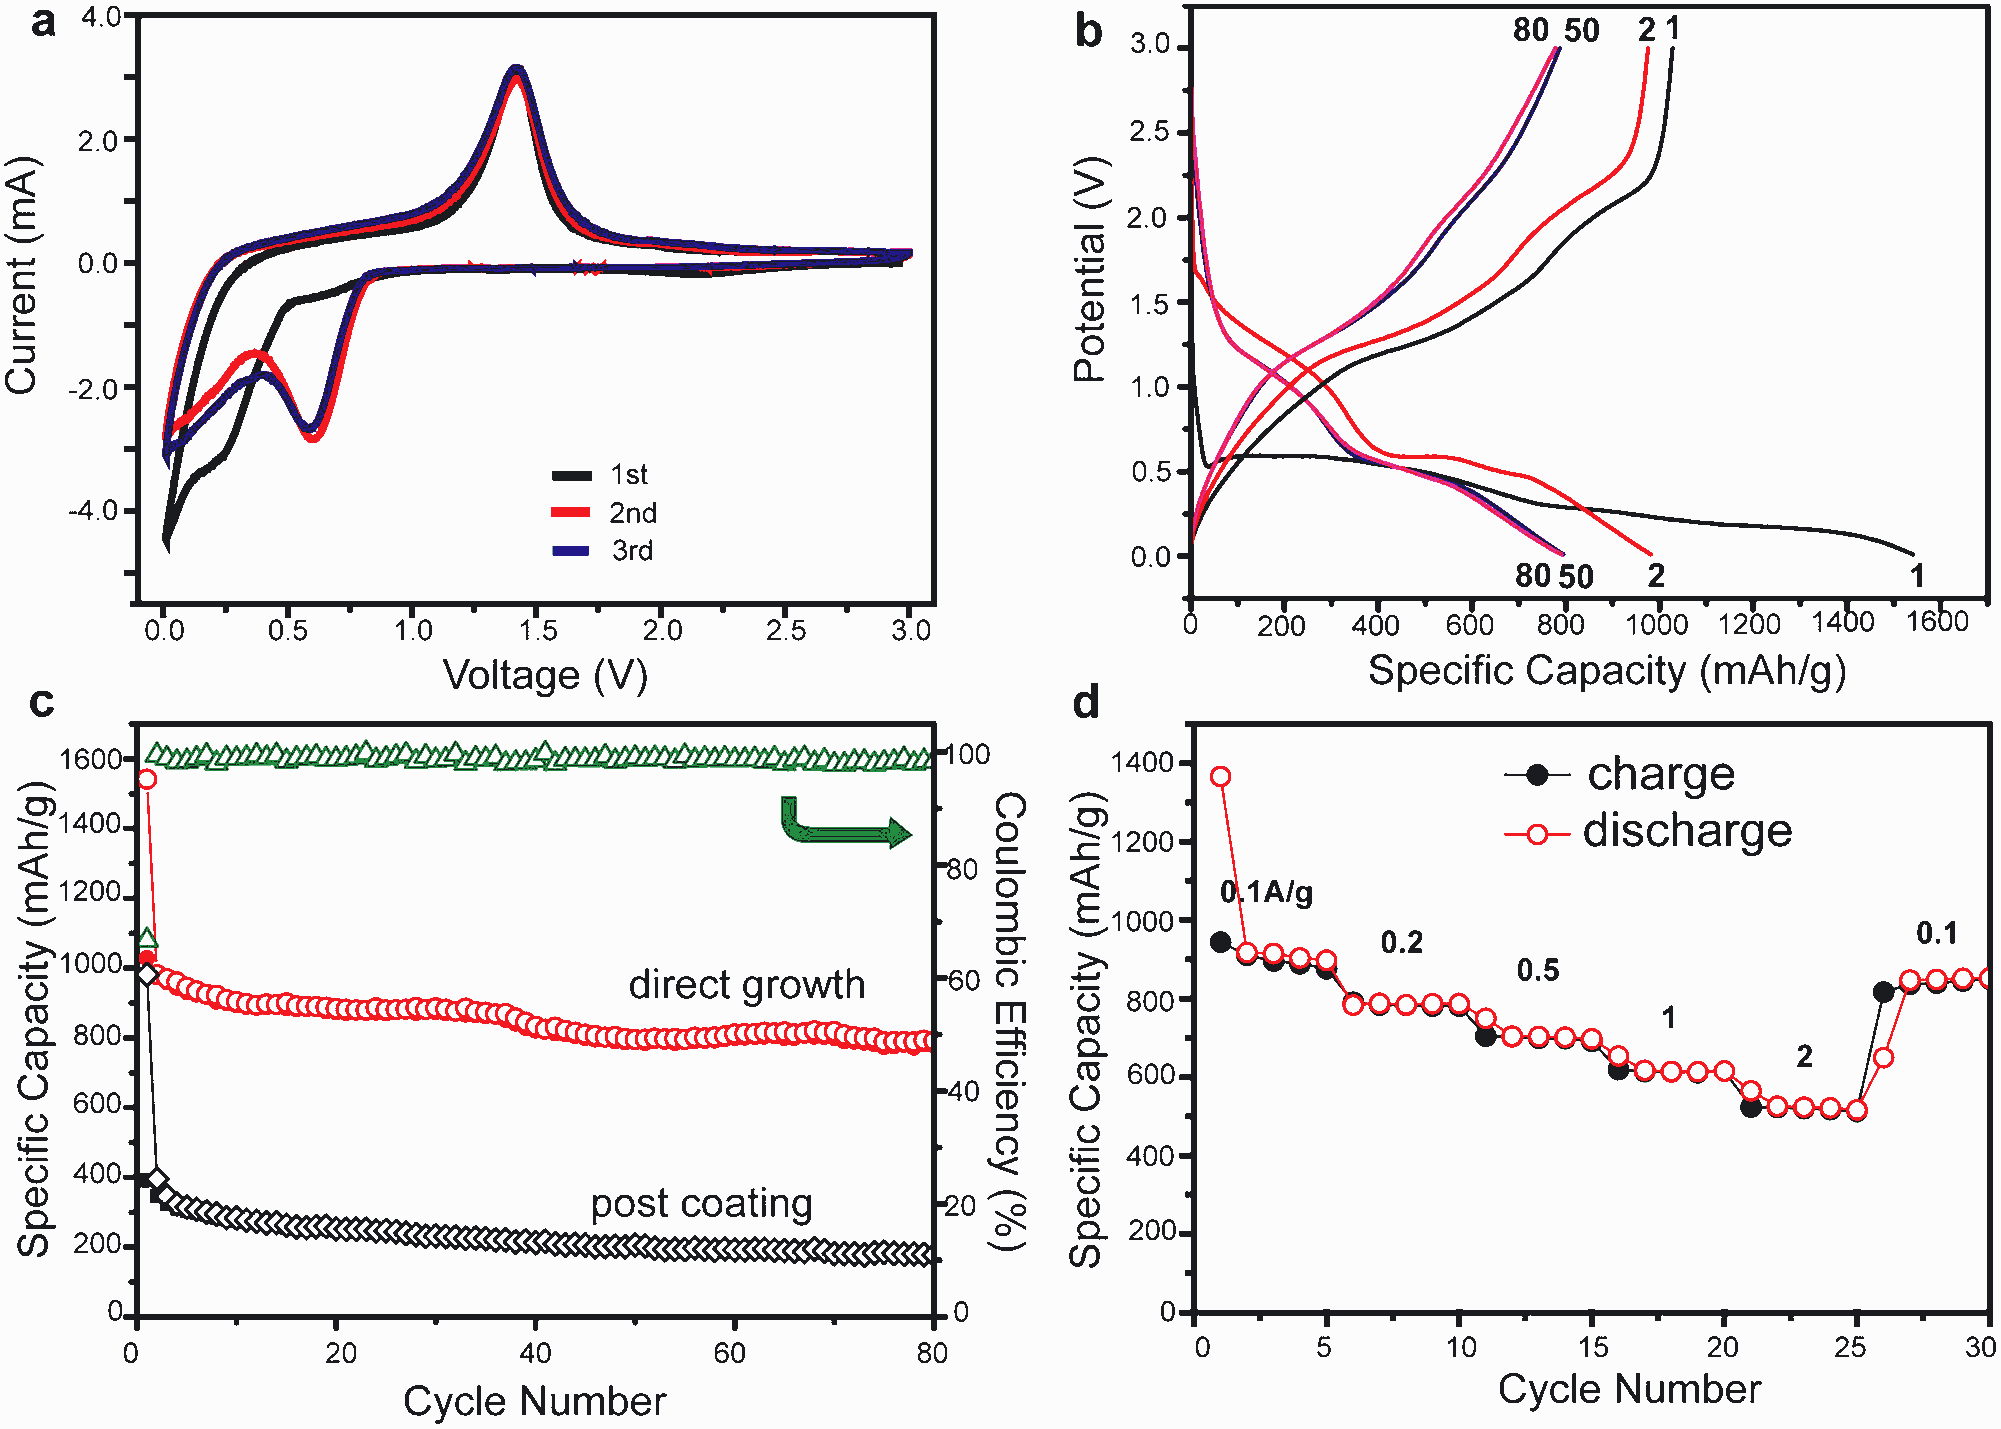 a
4.0
2.0
0.0
-2.0
-4.0
Current (mA)
0.0 0.5 1.0 1.5 2.0 2.5 3.0
Voltage (V)
1st
2nd
3rd
b
80 50 2 1
3.0
2.5
2.0
1.5
1.0
0.5
0.0
Potential (V)
80 50 2 1
0 200 400 600 800 1000 1200 1400 1600
Specific Capacity (mAh/g)
c
1600
1400
1200
1000
800
600
400
200
0
Specific Capacity (mAh/g)
100
80
60
40
20
0
Coulombic Efficiency (%)
direct growth
post coating
0 20 40 60 80
Cycle Number
d
1400
1200
1000
800
600
400
200
0
Specific Capacity (mAh/g)
charge
discharge
0.1A/g
0.2
0.5
1
2
0.1
0 5 10 15 20 25 30
Cycle Number